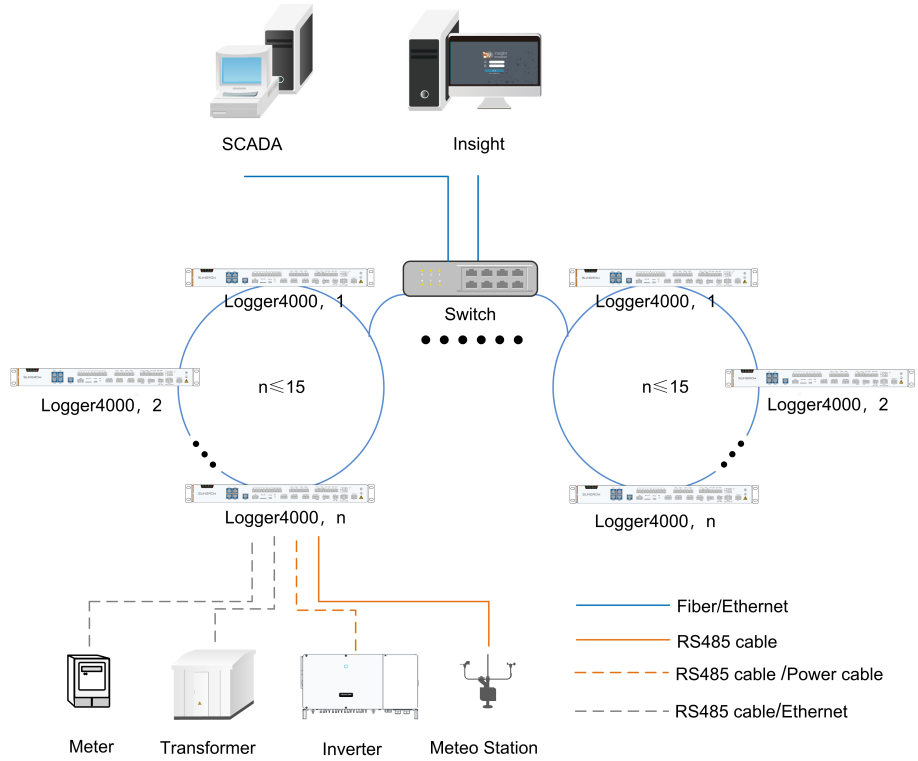 SCADA
Insight
Switch
Logger4000，1
Logger4000，1
n≤15
n≤15
Logger4000，2
Logger4000，2
Logger4000，n
Logger4000，n
Fiber/Ethernet
RS485 cable
RS485 cable /Power cable
RS485 cable/Ethernet
Meter
Transformer
Inverter
Meteo Station